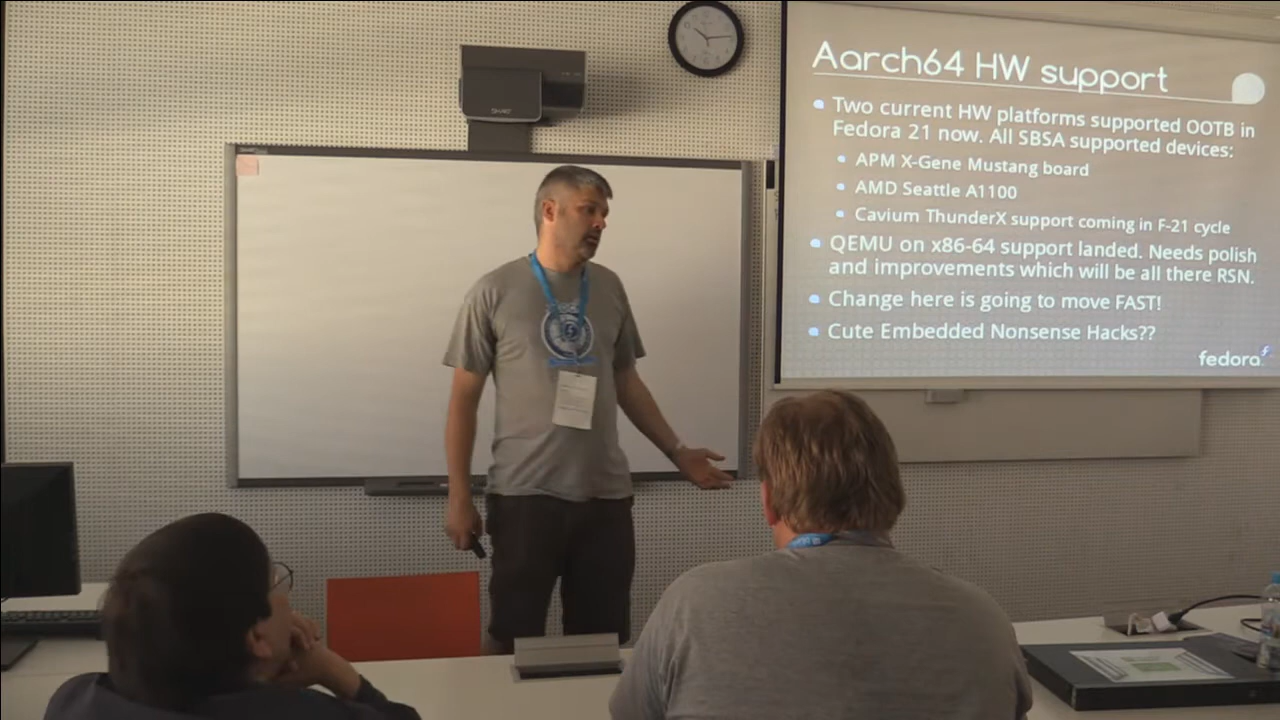 SMART
Aarch64 HW support
Two current HW platforms supported OOTB in
Fedora 21 now. All SBSA supported devices:
APM X-Gene Mustang board
AMD Seattle A1100
Cavium ThunderX support coming in F-21 cycle
QEMU on x86-64 support landed. Needs polish
and improvements which will be all there RSN.
Change here is going to move FAST!
Cute Embedded Nonsense Hacks??
fedora